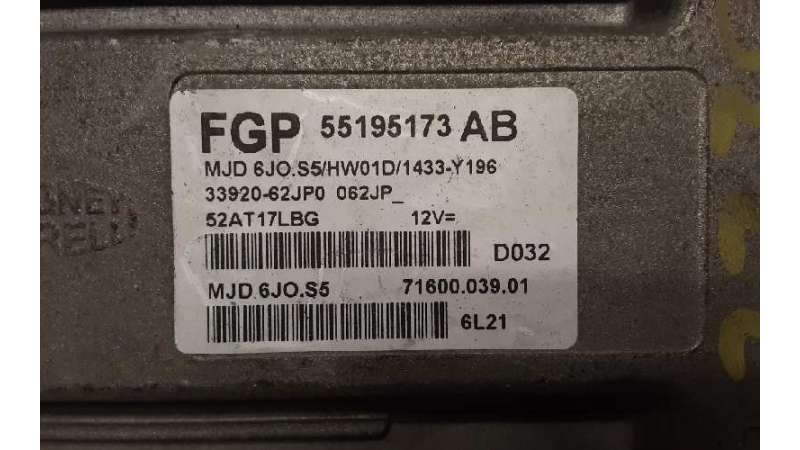 FGP 55195173 AB
MJD 6JO.S5/HW01D/1433-Y196
33920-62JP0 062JP_
52AT17LBG 12V=
D032
MJD 6JO.S5 71600.039.01
6L21